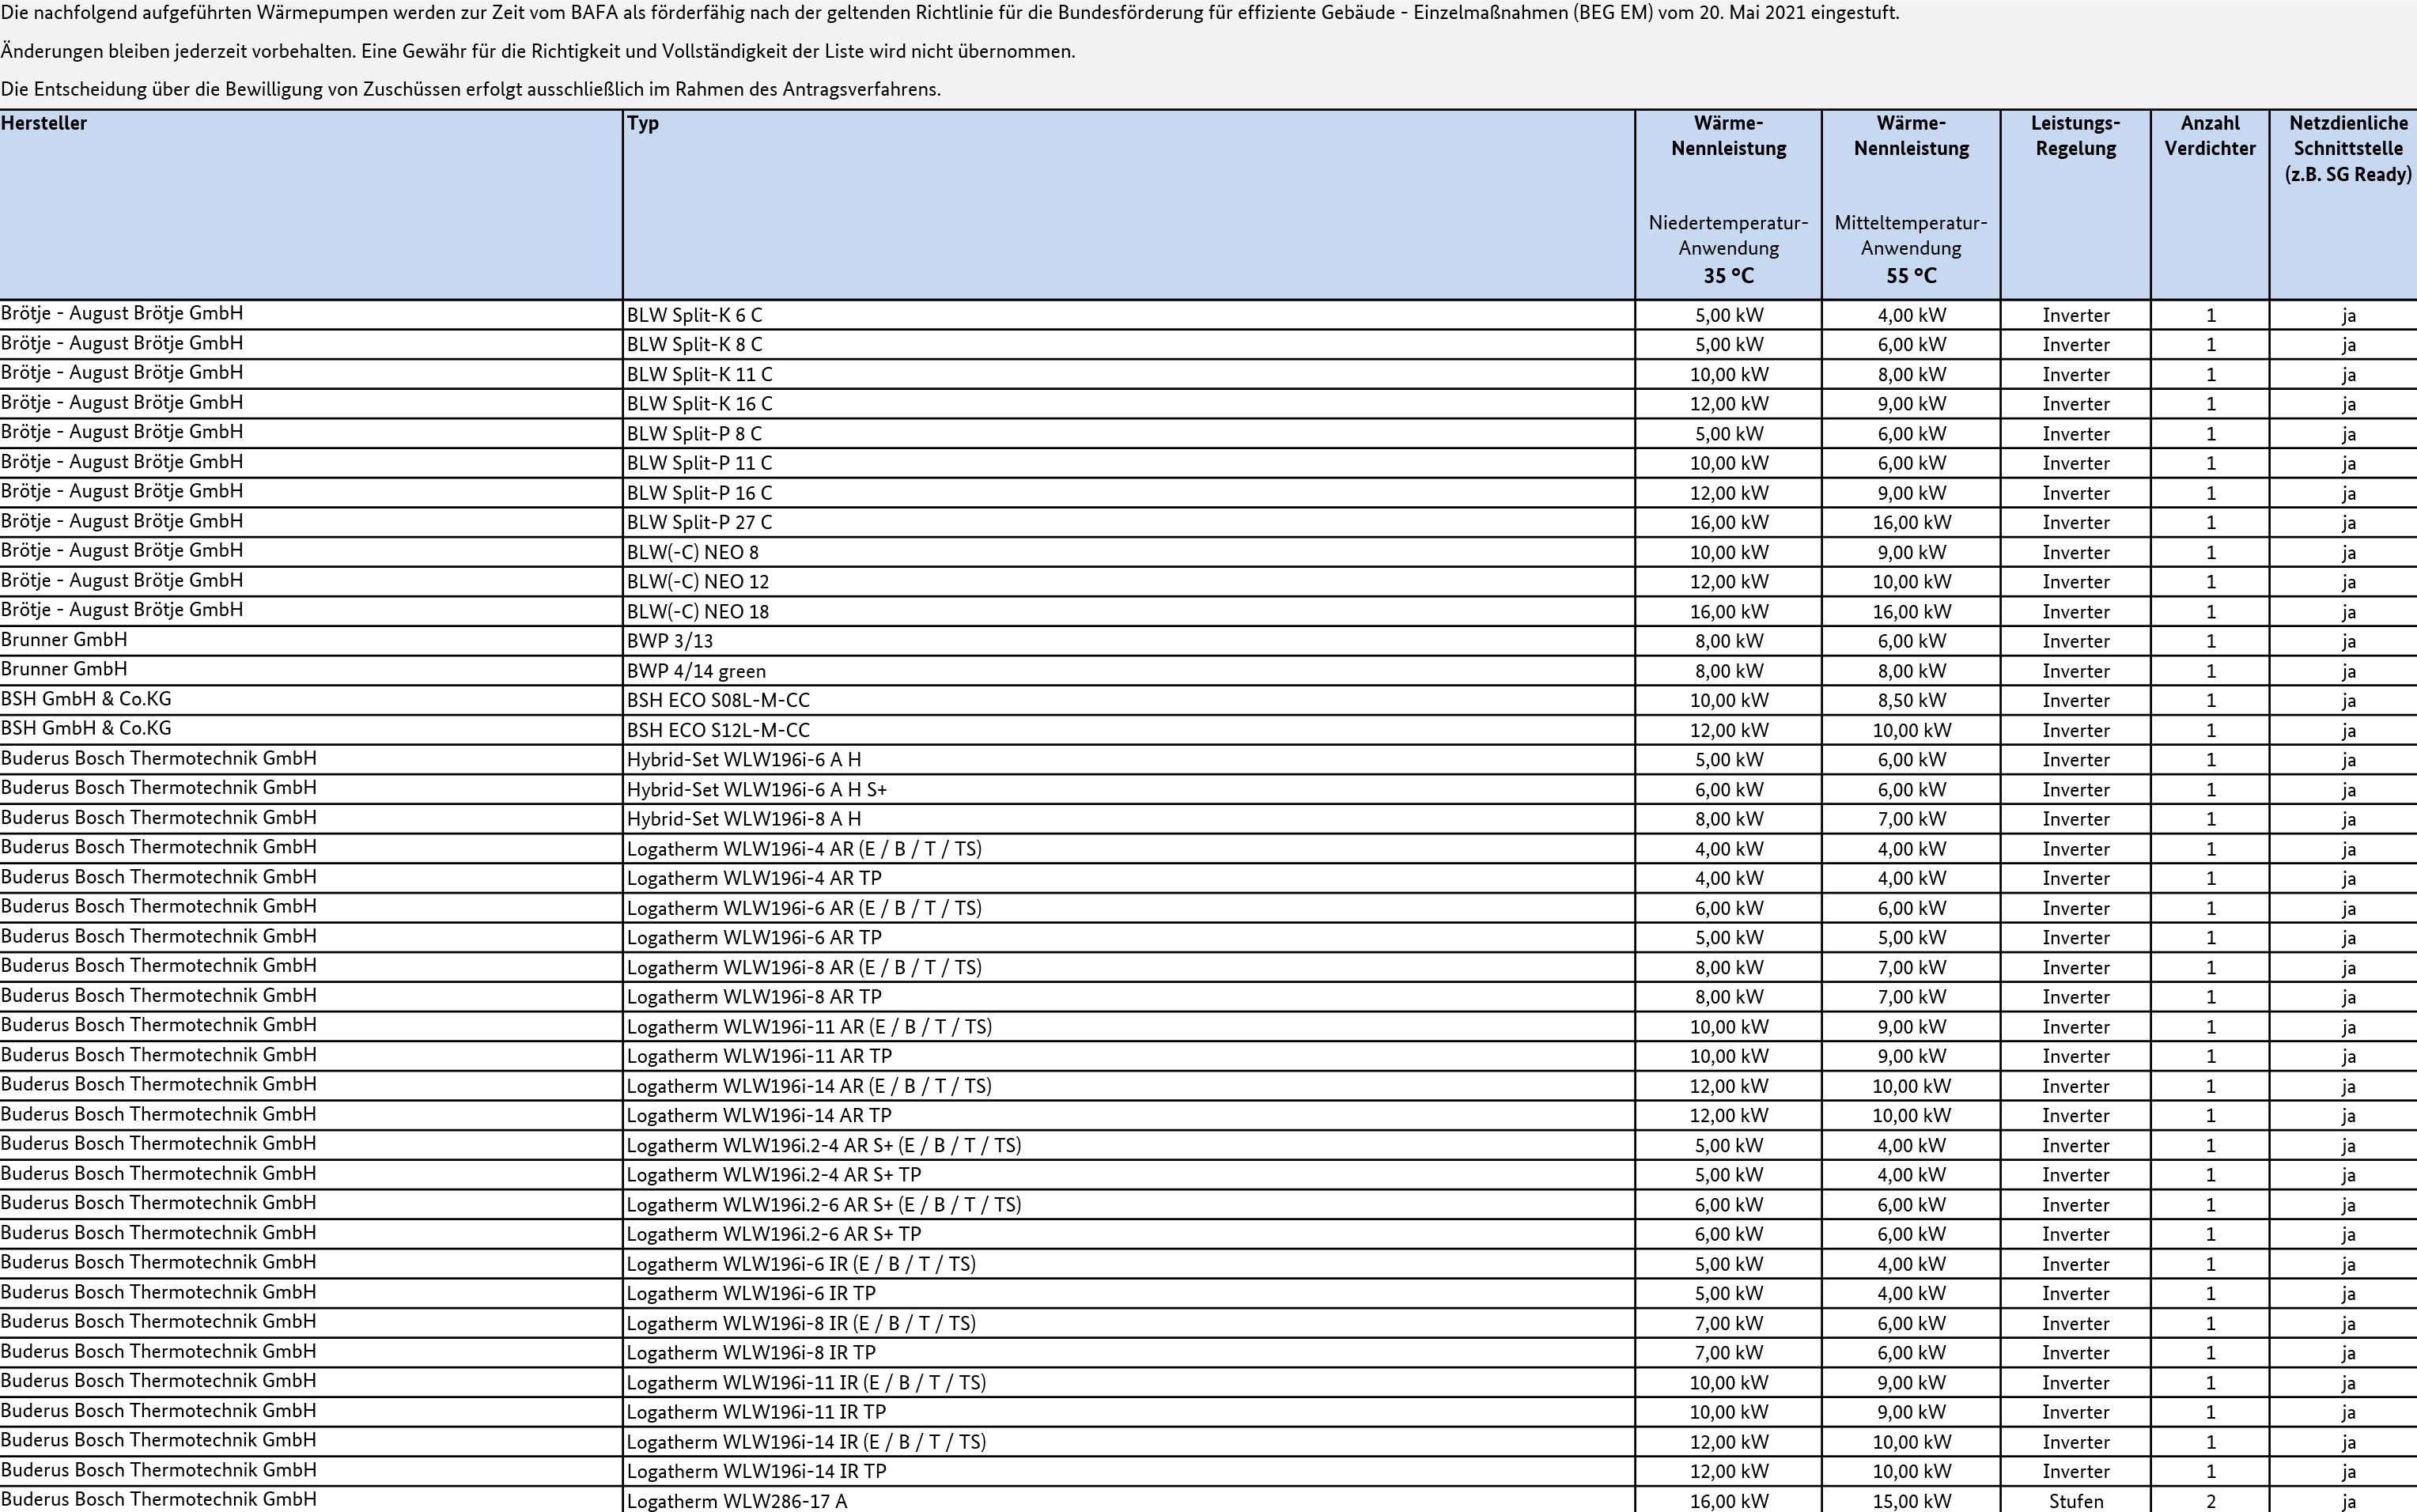 Die nachfolgend aufgeführten Wärmepumpen werden zur Zeit vom BAFA als förderfähig nach der geltenden Richtlinie für die Bundesförderung für effiziente Gebäude - Einzelmaßnahmen (BEG EM) vom 20. Mai 2021 eingestuft.
Änderungen bleiben jederzeit vorbehalten. Eine Gewähr für die Richtigkeit und Vollständigkeit der Liste wird nicht übernommen.
Die Entscheidung über die Bewilligung von Zuschüssen erfolgt ausschließlich im Rahmen des Antragsverfahrens.
Hersteller Typ Wärme- Wärme- Leistungs- Anzahl Netzdienliche
Nennleistung Nennleistung Regelung Verdichter Schnittstelle
(z.B. SG Ready)
Niedertemperatur- Mitteltemperatur-
Anwendung Anwendung
35 °C 55 °C
Brötje - August Brötje GmbH BLW Split-K 6 C 5,00 kW 4,00 kW Inverter 1 ja
Brötje - August Brötje GmbH BLW Split-K 8 C 5,00 kW 6,00 kW Inverter 1 ja
Brötje - August Brötje GmbH BLW Split-K 11 C 10,00 kW 8,00 kW Inverter 1 ja
Brötje - August Brötje GmbH BLW Split-K 16 C 12,00 kW 9,00 kW Inverter 1 ja
Brötje - August Brötje GmbH BLW Split-P 8 C 5,00 kW 6,00 kW Inverter 1 ja
Brötje - August Brötje GmbH BLW Split-P 11 C 10,00 kW 6,00 kW Inverter 1 ja
Brötje - August Brötje GmbH BLW Split-P 16 C 12,00 kW 9,00 kW Inverter 1 ja
Brötje - August Brötje GmbH BLW Split-P 27 C 16,00 kW 16,00 kW Inverter 1 ja
Brötje - August Brötje GmbH BLW(-C) NEO 8 10,00 kW 9,00 kW Inverter 1 ja
Brötje - August Brötje GmbH BLW(-C) NEO 12 12,00 kW 10,00 kW Inverter 1 ja
Brötje - August Brötje GmbH BLW(-C) NEO 18 16,00 kW 16,00 kW Inverter 1 ja
Brunner GmbH BWP 3/13 8,00 kW 6,00 kW Inverter 1 ja
Brunner GmbH BWP 4/14 green 8,00 kW 8,00 kW Inverter 1 ja
BSH GmbH & Co.KG BSH ECO S08L-M-CC 10,00 kW 8,50 kW Inverter 1 ja
BSH GmbH & Co.KG BSH ECO S12L-M-CC 12,00 kW 10,00 kW Inverter 1 ja
Buderus Bosch Thermotechnik GmbH Hybrid-Set WLW196i-6 A H 5,00 kW 6,00 kW Inverter 1 ja
Buderus Bosch Thermotechnik GmbH Hybrid-Set WLW196i-6 A H S+ 6,00 kW 6,00 kW Inverter 1 ja
Buderus Bosch Thermotechnik GmbH Hybrid-Set WLW196i-8 A H 8,00 kW 7,00 kW Inverter 1 ja
Buderus Bosch Thermotechnik GmbH Logatherm WLW196i-4 AR (E / B / T / TS) 4,00 kW 4,00 kW Inverter 1 ja
Buderus Bosch Thermotechnik GmbH Logatherm WLW196i-4 AR TP 4,00 kW 4,00 kW Inverter 1 ja
Buderus Bosch Thermotechnik GmbH Logatherm WLW196i-6 AR (E / B / T / TS) 6,00 kW 6,00 kW Inverter 1 ja
Buderus Bosch Thermotechnik GmbH Logatherm WLW196i-6 AR TP 5,00 kW 5,00 kW Inverter 1 ja
Buderus Bosch Thermotechnik GmbH Logatherm WLW196i-8 AR (E / B / T / TS) 8,00 kW 7,00 kW Inverter 1 ja
Buderus Bosch Thermotechnik GmbH Logatherm WLW196i-8 AR TP 8,00 kW 7,00 kW Inverter 1 ja
Buderus Bosch Thermotechnik GmbH Logatherm WLW196i-11 AR (E / B / T / TS) 10,00 kW 9,00 kW Inverter 1 ja
Buderus Bosch Thermotechnik GmbH Logatherm WLW196i-11 AR TP 10,00 kW 9,00 kW Inverter 1 ja
Buderus Bosch Thermotechnik GmbH Logatherm WLW196i-14 AR (E / B / T / TS) 12,00 kW 10,00 kW Inverter 1 ja
Buderus Bosch Thermotechnik GmbH Logatherm WLW196i-14 AR TP 12,00 kW 10,00 kW Inverter 1 ja
Buderus Bosch Thermotechnik GmbH Logatherm WLW196i.2-4 AR S+ (E / B / T / TS) 5,00 kW 4,00 kW Inverter 1 ja
Buderus Bosch Thermotechnik GmbH Logatherm WLW196i.2-4 AR S+ TP 5,00 kW 4,00 kW Inverter 1 ja
Buderus Bosch Thermotechnik GmbH Logatherm WLW196i.2-6 AR S+ (E / B / T / TS) 6,00 kW 6,00 kW Inverter 1 ja
Buderus Bosch Thermotechnik GmbH Logatherm WLW196i.2-6 AR S+ TP 6,00 kW 6,00 kW Inverter 1 ja
Buderus Bosch Thermotechnik GmbH Logatherm WLW196i-6 IR (E / B / T / TS) 5,00 kW 4,00 kW Inverter 1 ja
Buderus Bosch Thermotechnik GmbH Logatherm WLW196i-6 IR TP 5,00 kW 4,00 kW Inverter 1 ja
Buderus Bosch Thermotechnik GmbH Logatherm WLW196i-8 IR (E / B / T / TS) 7,00 kW 6,00 kW Inverter 1 ja
Buderus Bosch Thermotechnik GmbH Logatherm WLW196i-8 IR TP 7,00 kW 6,00 kW Inverter 1 ja
Buderus Bosch Thermotechnik GmbH Logatherm WLW196i-11 IR (E / B / T / TS) 10,00 kW 9,00 kW Inverter 1 ja
Buderus Bosch Thermotechnik GmbH Logatherm WLW196i-11 IR TP 10,00 kW 9,00 kW Inverter 1 ja
Buderus Bosch Thermotechnik GmbH Logatherm WLW196i-14 IR (E / B / T / TS) 12,00 kW 10,00 kW Inverter 1 ja
Buderus Bosch Thermotechnik GmbH Logatherm WLW196i-14 IR TP 12,00 kW 10,00 kW Inverter 1 ja
Buderus Bosch Thermotechnik GmbH Logatherm WLW286-17 A 16,00 kW 15,00 kW Stufen 2 ja